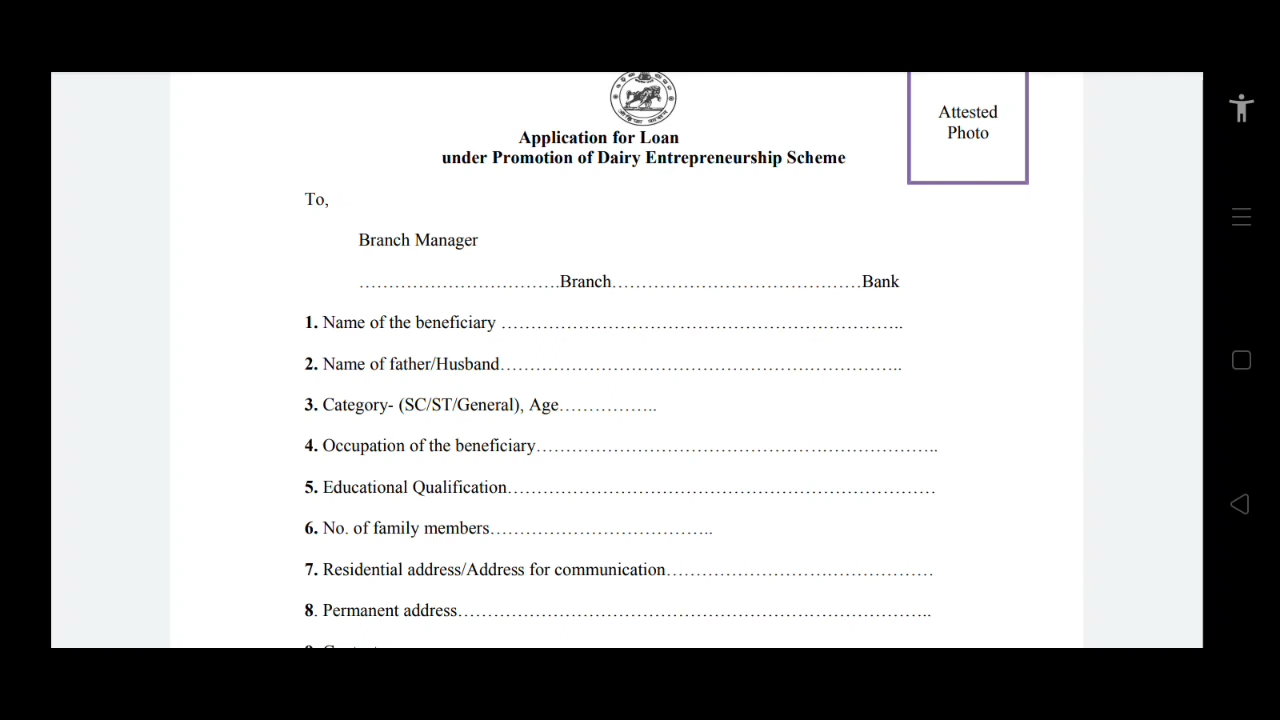 Attested
Photo
Application for Loan
under Promotion of Dairy Entrepreneurship Scheme
To,
Branch Manager
……………………………….Branch……………………………………Bank
1. Name of the beneficiary …………………………………………………………..
2. Name of father/Husband…………………………………………………………..
3. Category- (SC/ST/General), Age……………..
4. Occupation of the beneficiary…………………………………………………………..
5. Educational Qualification………………………………………………………………
6. No. of family members………………………………..
7. Residential address/Address for communication………………………………………
8. Permanent address……………………………………………………………………..